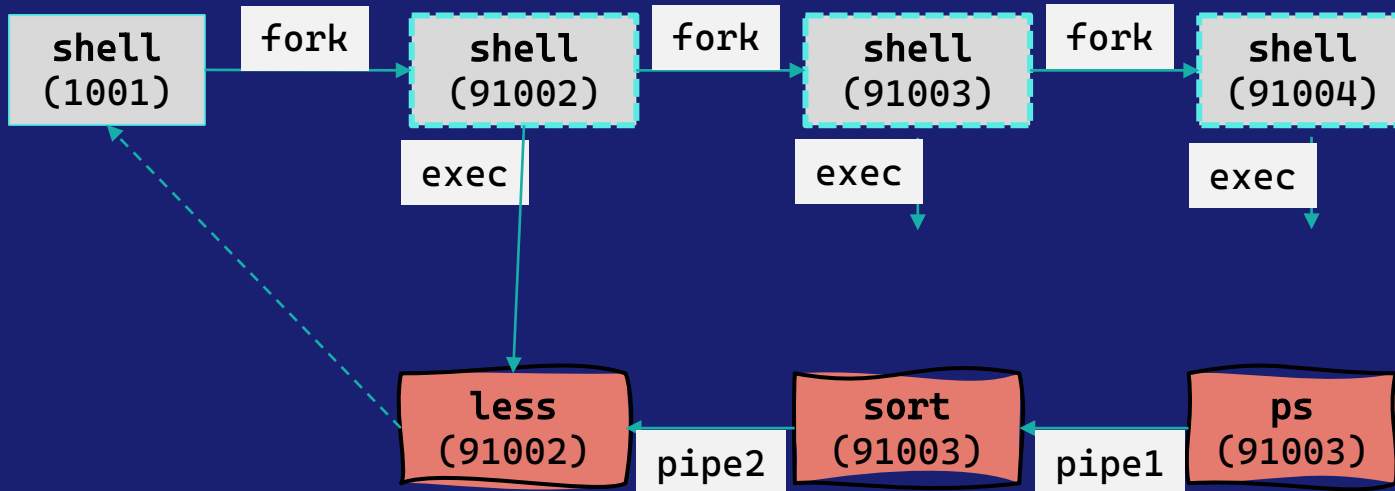 shell
(1001)
fork
shell
(91002)
fork
shell
(91003)
fork
shell
(91004)
exec
exec
exec
less
(91002)
pipe2
sort
(91003)
pipe1
ps
(91003)